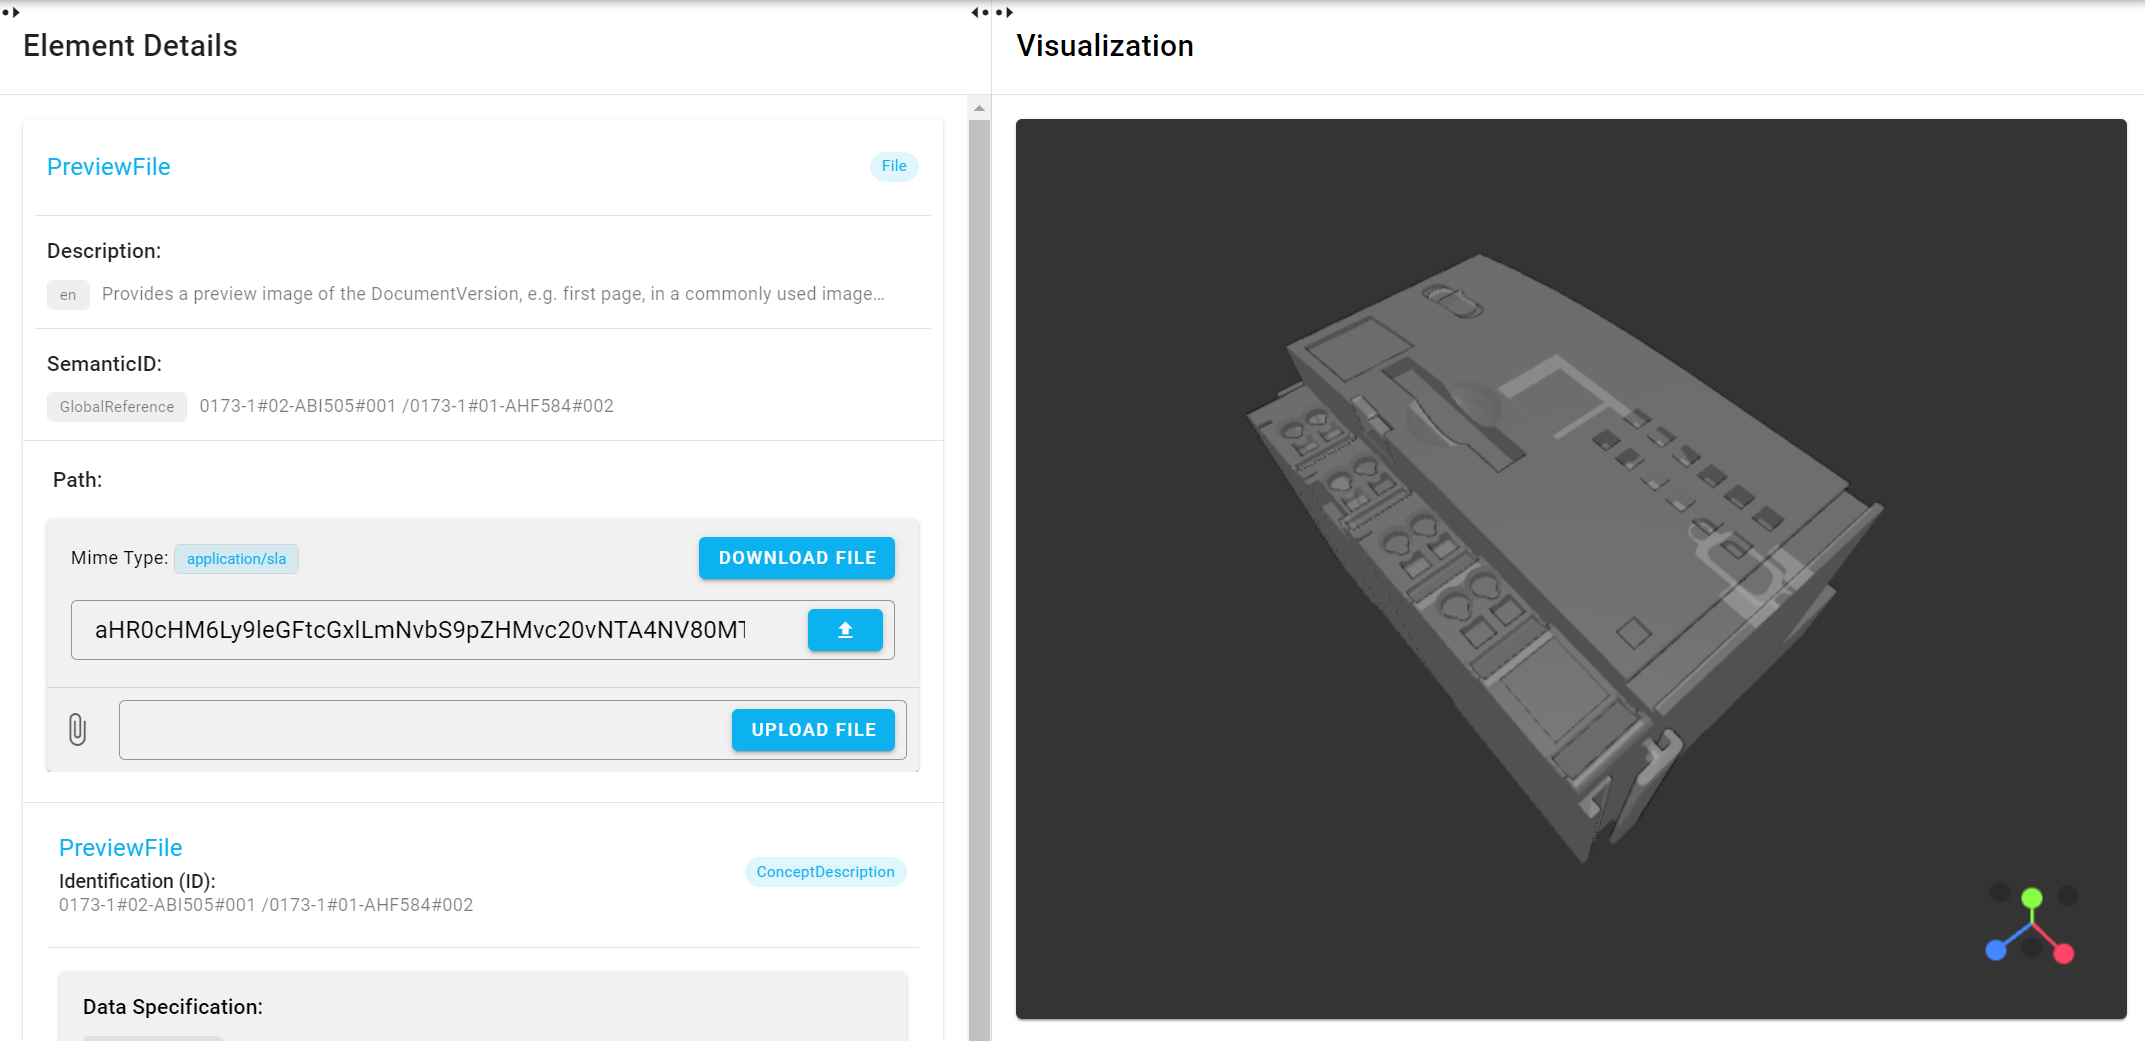 Element Details
Visualization
PreviewFile
File
Description:
en Provides a preview image of the DocumentVersion, e.g. first page, in a commonly used image...
SemanticID:
GlobalReference 0173-1#02-ABI505#001 /0173-1#01-AHF584#002
Path:
Mime Type: application/sla
DOWNLOAD FILE
aHR0cHM6Ly9leGFtcGxlLmNvbS9pZHMvc20vNTA4NV80MT
UPLOAD FILE
PreviewFile
ConceptDescription
Identification (ID):
0173-1#02-ABI505#001 /0173-1#01-AHF584#002
Data Specification: